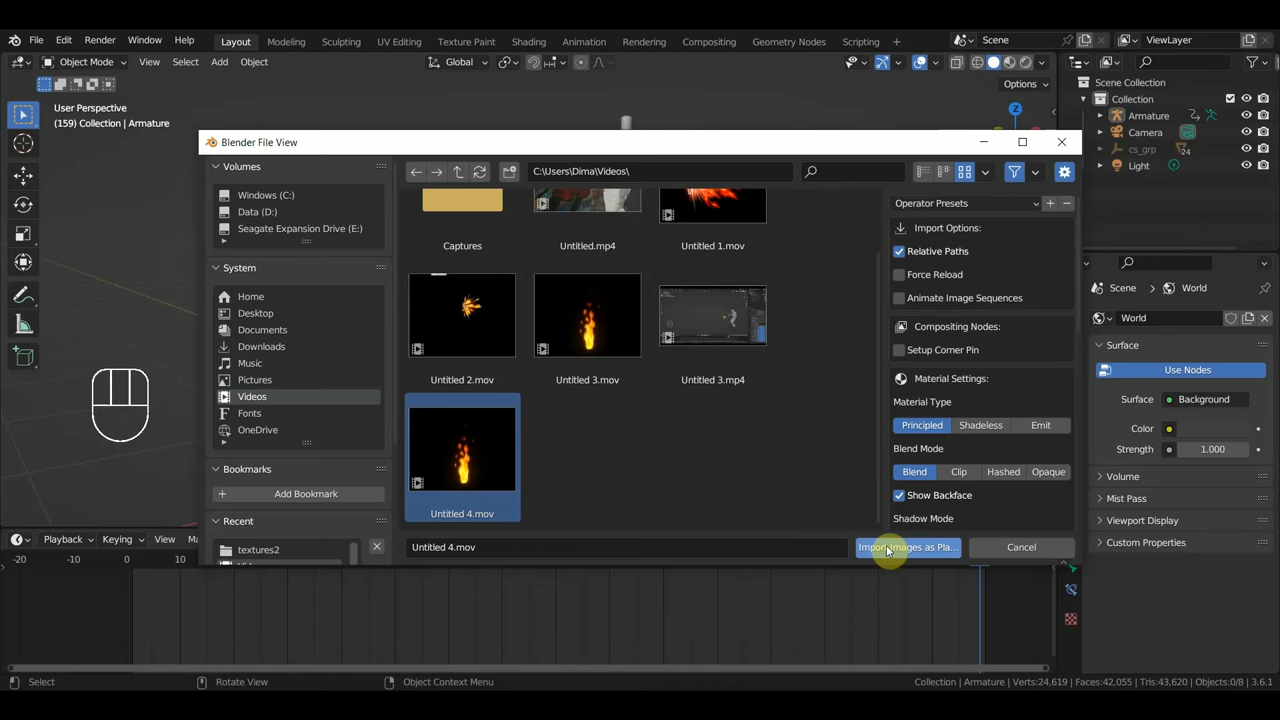 File Edit Render Window Help Layout Modeling Sculpting UV Editing Texture Paint Shading Animation Rendering Compositing Geometry Nodes Scripting + Scene ViewLayer
Object Mode View Select Add Object Global
Options
User Perspective
(159) Collection | Armature
Z
Scene Collection
Collection
Armature
Camera
cs_grp 24
Light
Blender File View
Volumes
Windows (C:)
Data (D:)
Seagate Expansion Drive (E:)
System
Home
Desktop
Documents
Downloads
Music
Pictures
Videos
Fonts
OneDrive
Bookmarks
Add Bookmark
Recent
textures2
C:\Users\Dima\Videos\
Captures Untitled.mp4 Untitled 1.mov
Untitled 2.mov Untitled 3.mov Untitled 3.mp4
Untitled 4.mov
Untitled 4.mov
Import Images as Pla... Cancel
Operator Presets
Import Options:
Relative Paths
Force Reload
Animate Image Sequences
Compositing Nodes:
Setup Corner Pin
Material Settings:
Material Type
Principled Shadeless Emit
Blend Mode
Blend Clip Hashed Opaque
Show Backface
Shadow Mode
Scene World
World
Surface
Use Nodes
Surface Background
Color
Strength 1.000
Volume
Mist Pass
Viewport Display
Custom Properties
Playback Keying View
-20 -10 0 10
Select Rotate View Object Context Menu
Collection | Armature | Verts:24,619 | Faces:42,055 | Tris:43,620 | Objects:0/8 | 3.6.1